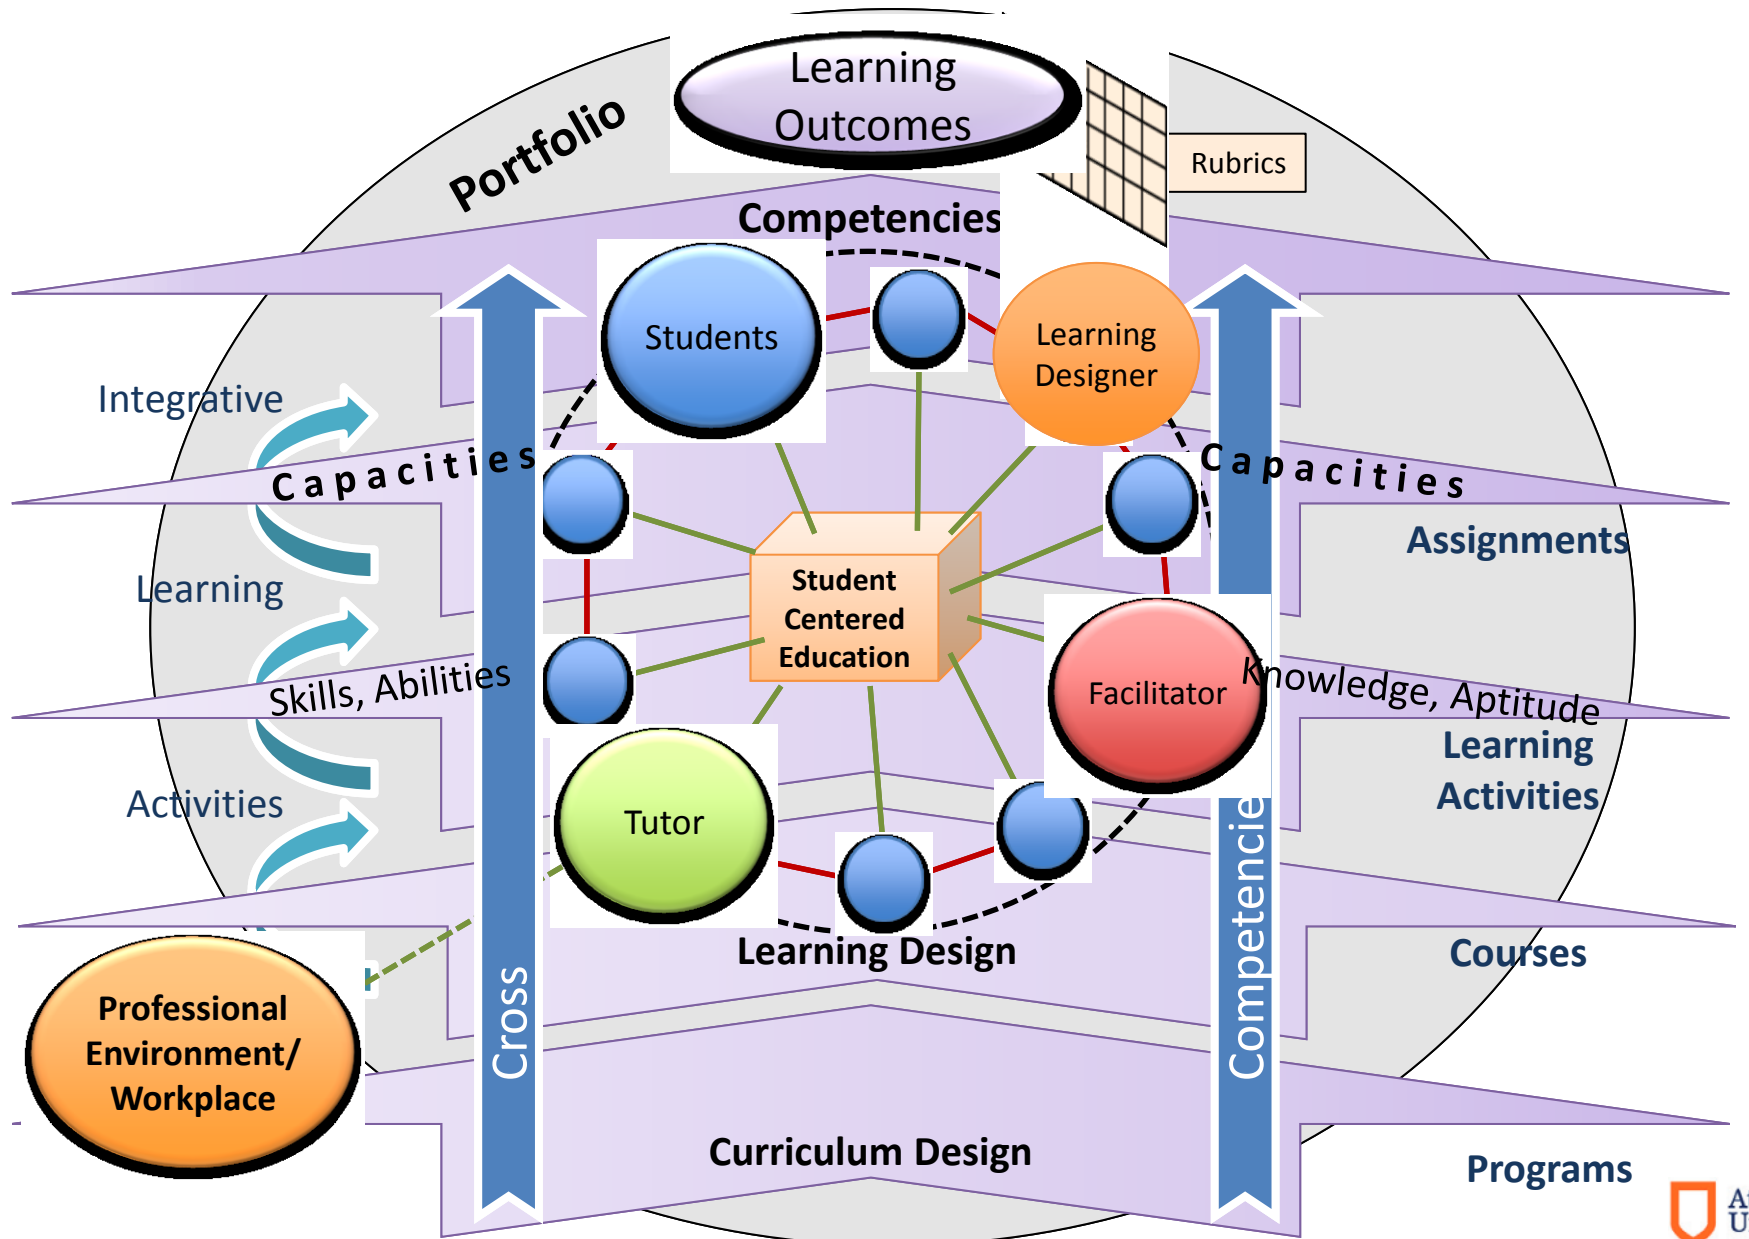 Learning
Outcomes
Portfolio
Rubrics
Competencies
Students
Learning
Designer
Integrative
Capacities
Capacities
Assignments
Learning
Student
Centered
Education
Skills, Abilities
Facilitator
Knowledge, Aptitude
Learning
Activities
Activities
Tutor
Learning Design
Courses
Professional
Environment/
Workplace
Cross
Competencie
Curriculum Design
Programs